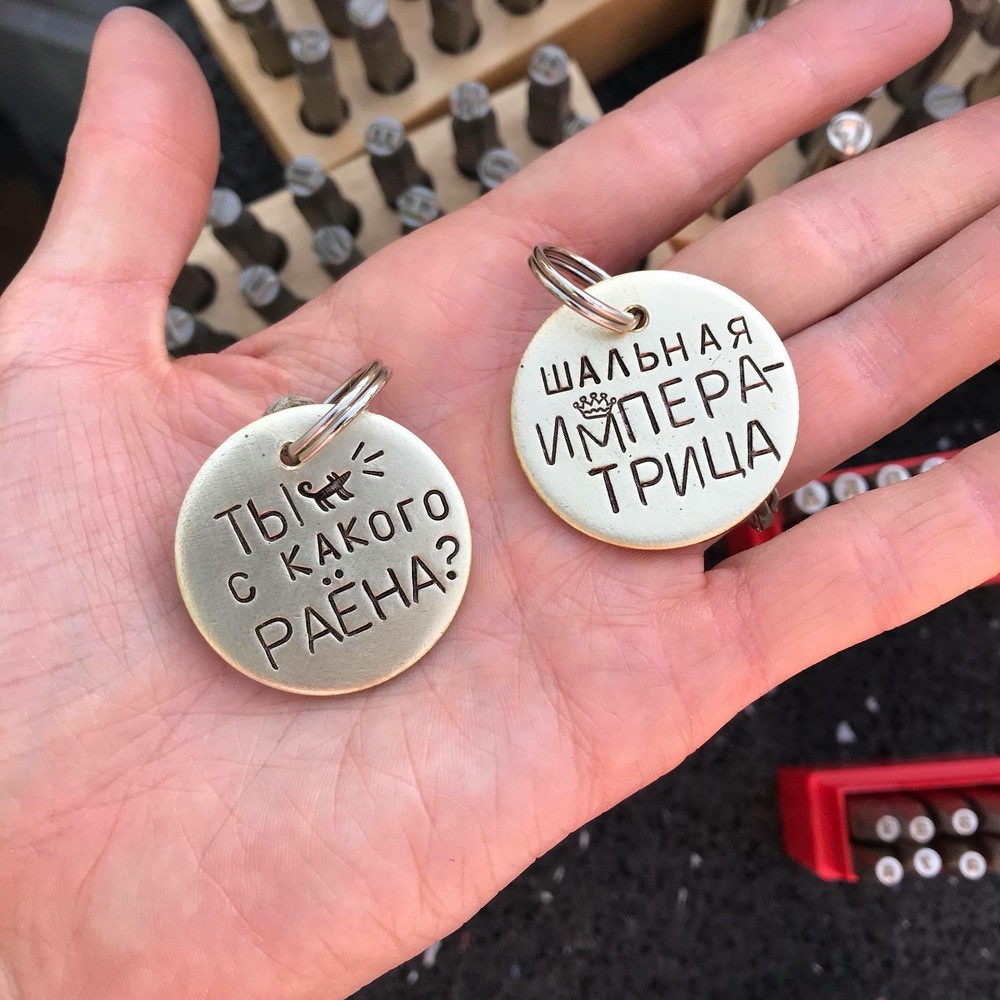 ТЫ
С КАКОГО
РАЁНА?
ШАЛЬНАЯ
ИМПЕРА-
ТРИЦА